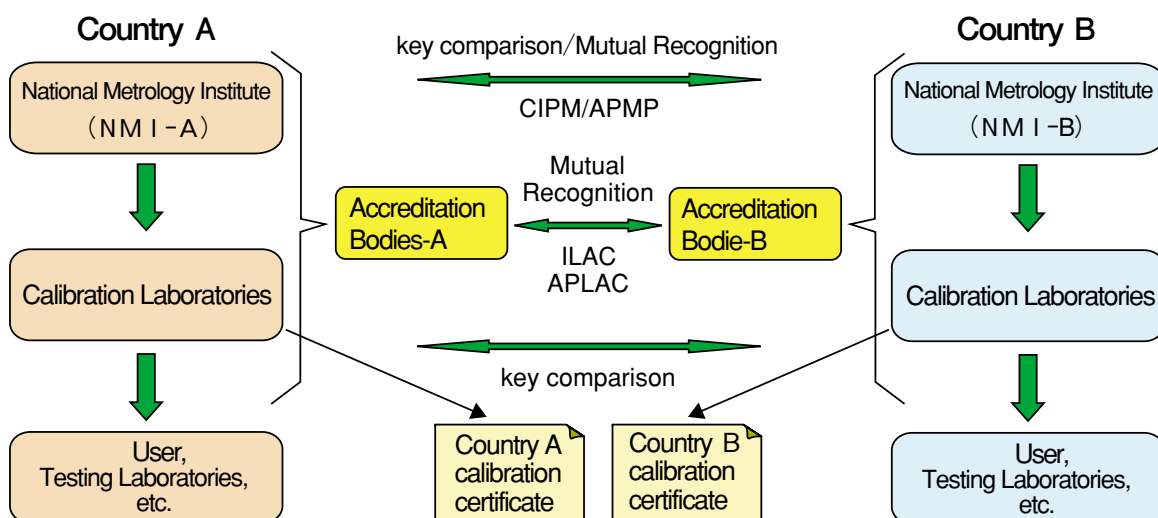 Country A
National Metrology Institute
(NMI-A)
Calibration Laboratories
User,
Testing Laboratories,
etc.
key comparison/Mutual Recognition
CIPM/APMP
Mutual
Recognition
Accreditation
Bodies-A
Accreditation
Bodie-B
ILAC
APLAC
key comparison
Country A
calibration
certificate
Country B
calibration
certificate
Country B
National Metrology Institute
(NMI-B)
Calibration Laboratories
User,
Testing Laboratories,
etc.